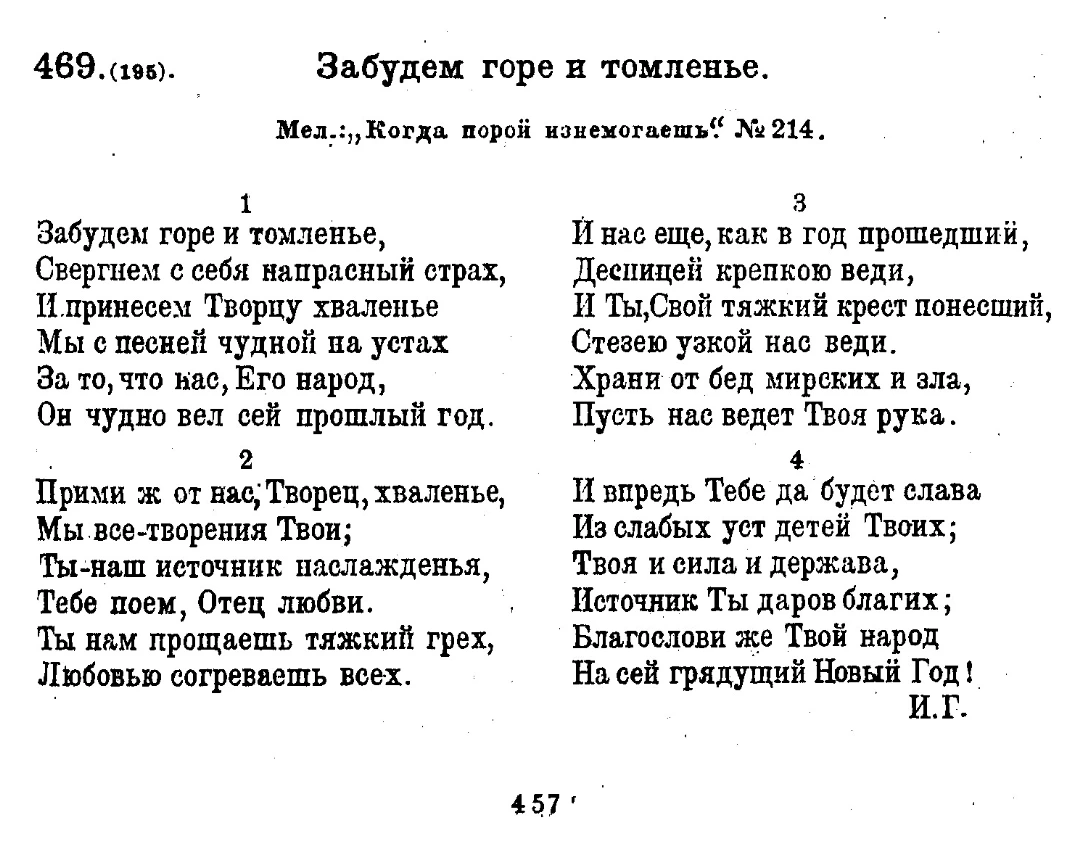 469.(195). Забудем горе и томленье.
Мел.:,,Когда порой изнемогаешь“. № 214.
1
Забудем горе и томленье,
Свергнем с себя напрасный страх,
И принесем Творцу хваленье
Мы с песней чудной на устах
За то, что нас, Его народ,
Он чудно вел сей прошлый год.
2
Прими ж от нас, Творец, хваленье,
Мы все-творения Твои;
Ты-наш источник наслажденья,
Тебе поем, Отец любви.
Ты нам прощаешь тяжкий грех,
Любовью согреваешь всех.
3
И нас еще, как в год прошедший,
Десницей крепкою веди,
И Ты, Свой тяжкий крест понесший,
Стезею узкой нас веди.
Храни от бед мирских и зла,
Пусть нас ведет Твоя рука.
4
И впредь Тебе да будет слава
Из слабых уст детей Твоих;
Твоя и сила и держава,
Источник Ты даров благих;
Благослови же Твой народ
На сей грядущий Новый Год!
И.Г.
457